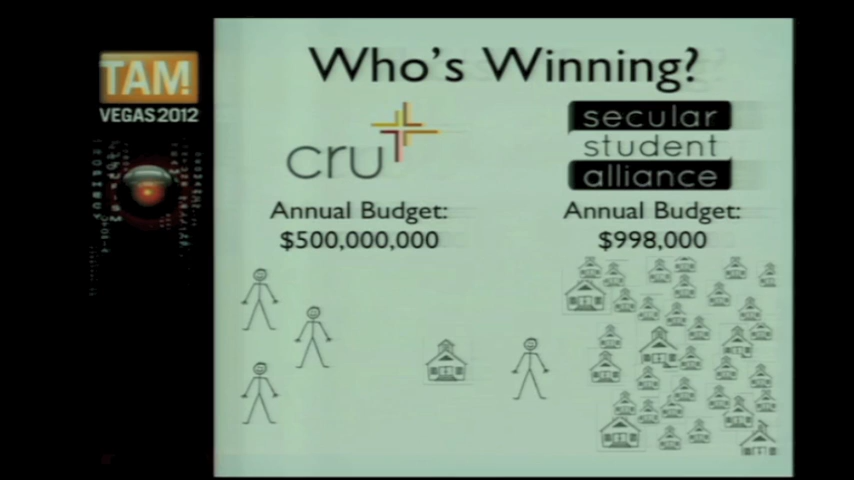 TAM!
VEGAS 2012
Who's Winning?
cru
Annual Budget:
$500,000,000
secular
student
alliance
Annual Budget:
$998,000